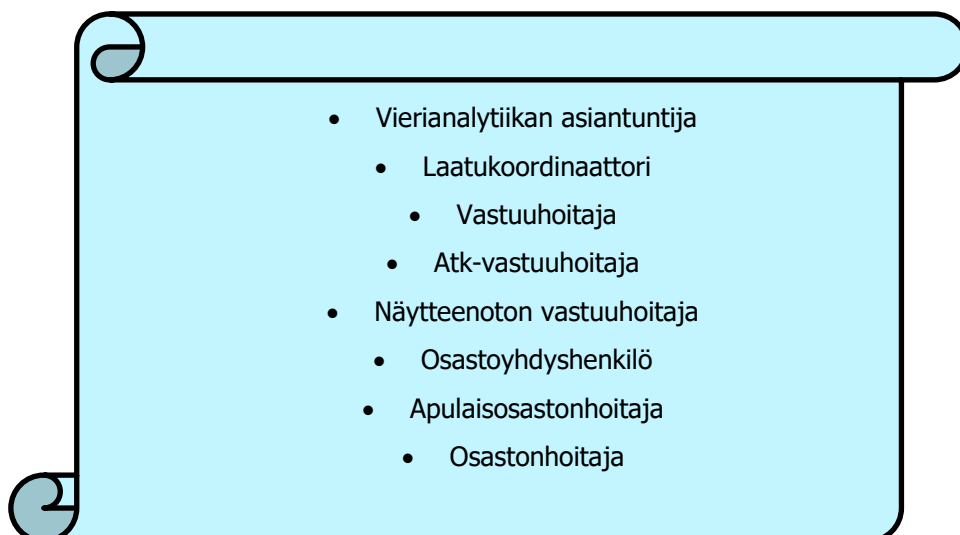 • Vierianalytiikan asiantuntija
• Laatukoordinaattori
• Vastuuhoitaja
• Atk-vastuuhoitaja
• Näytteenoton vastuuhoitaja
• Osastoyhdyshenkilö
• Apulaisosastonhoitaja
• Osastonhoitaja